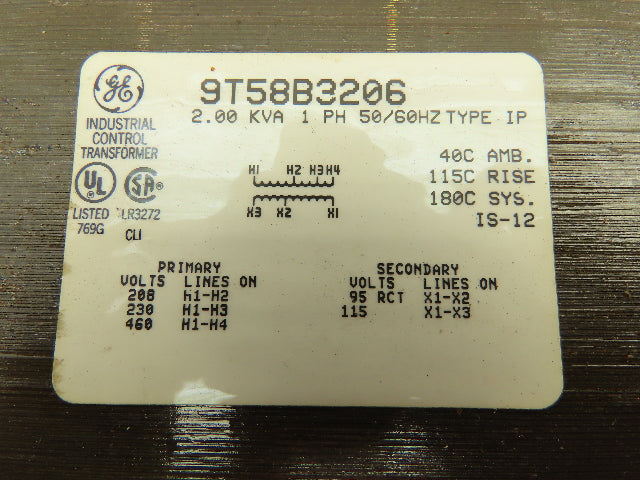 GE
9T58B3206
2.00 KVA 1 PH 50/60HZ TYPE IP
INDUSTRIAL
CONTROL
TRANSFORMER
UL
SA®
LISTED LR3272
769G
CLI
40C AMB.
115C RISE
180C SYS.
IS-12
H1 H2 H3 H4
X3 X2 X1
PRIMARY
VOLTS LINES ON
208 H1-H2
230 H1-H3
460 H1-H4
SECONDARY
VOLTS LINES ON
95 RCT X1-X2
115 X1-X3